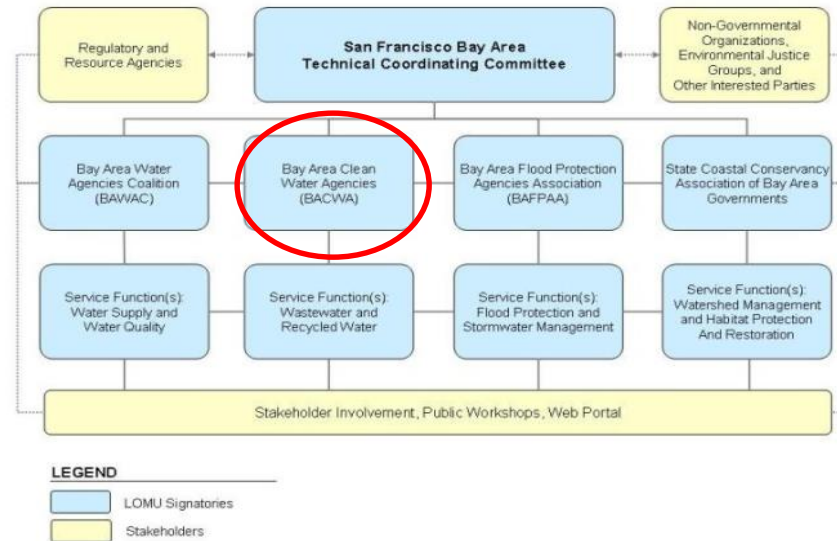 Regulatory and
Resource Agencies
San Francisco Bay Area
Technical Coordinating Committee
Non-Governmental
Organizations,
Environmental Justice
Groups, and
Other Interested Parties
Bay Area Water
Agencies Coalition
(BAWAC)
Bay Area Clean
Water Agencies
(BACWA)
Bay Area Flood Protection
Agencies Association
(BAFPAA)
State Coastal Conservancy
Association of Bay Area
Governments
Service Function(s):
Water Supply and
Water Quality
Service Function(s):
Wastewater and
Recycled Water
Service Function(s):
Flood Protection and
Stormwater Management
Service Function(s):
Watershed Management
and Habitat Protection
And Restoration
Stakeholder Involvement, Public Workshops, Web Portal
LEGEND
LOMU Signatories
Stakeholders